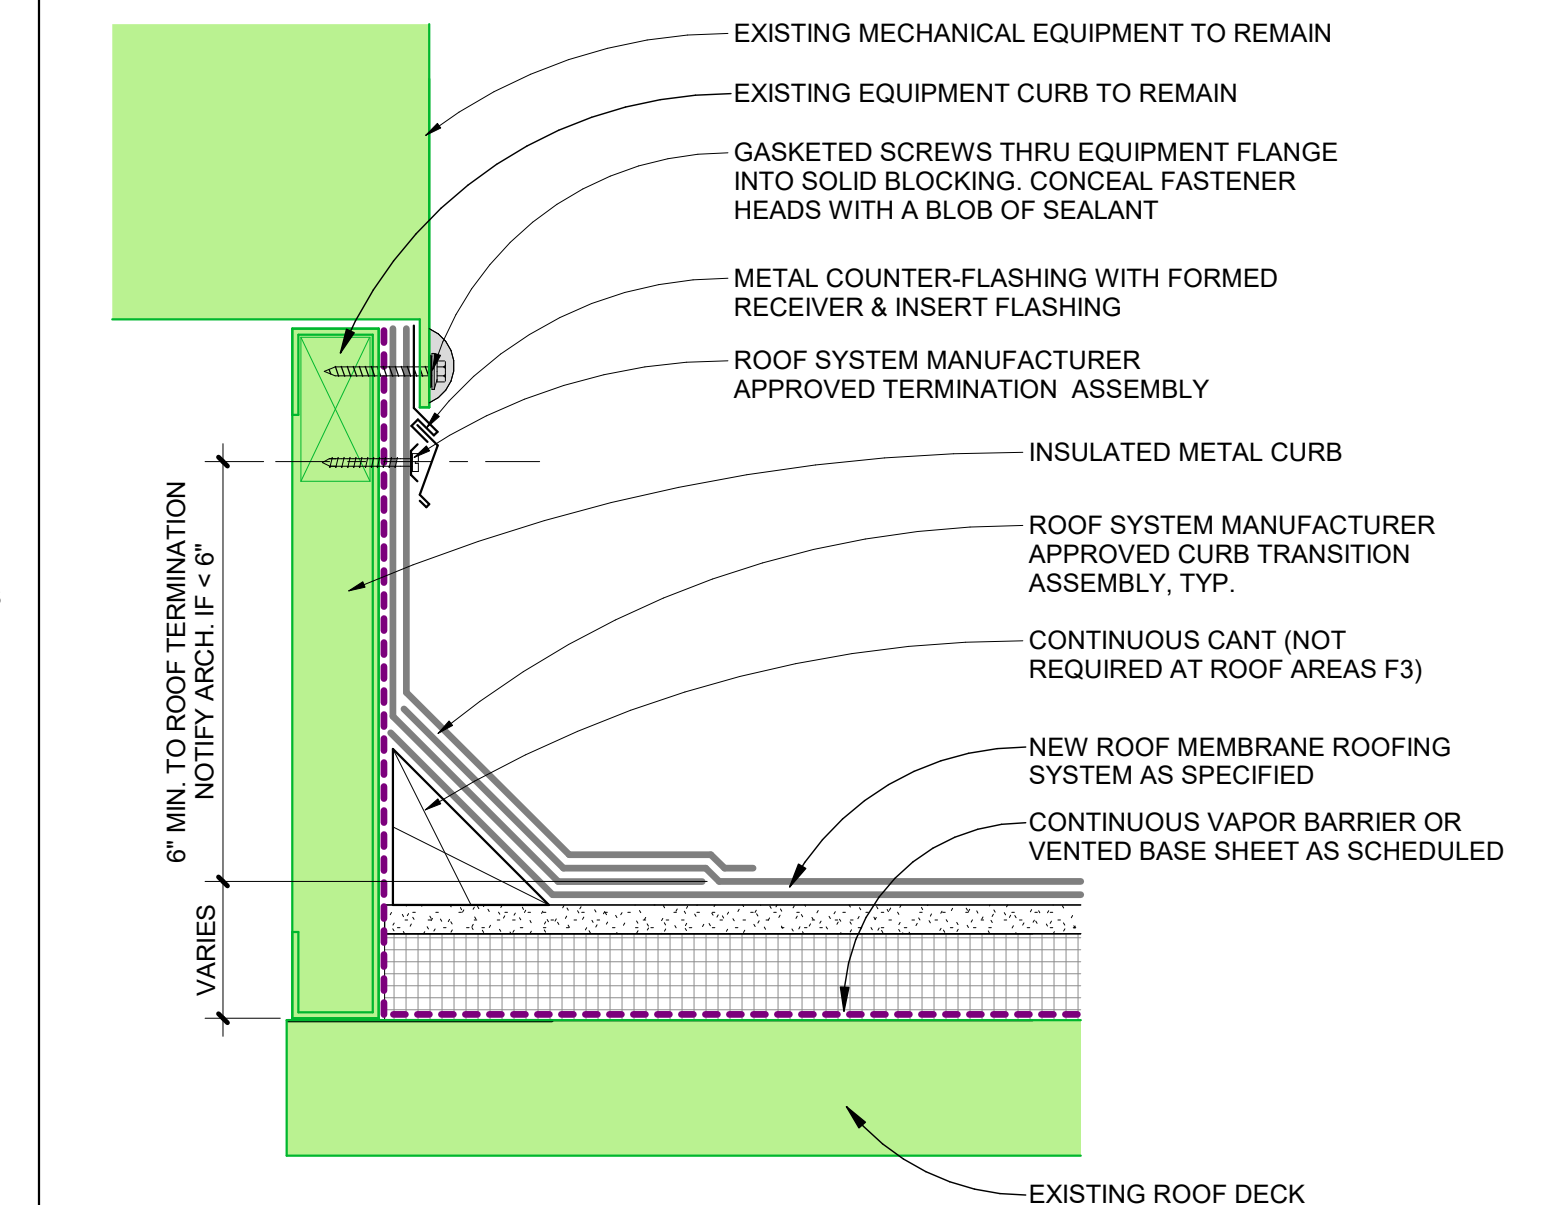 EXISTING MECHANICAL EQUIPMENT TO REMAIN
EXISTING EQUIPMENT CURB TO REMAIN
GASKETED SCREWS THRU EQUIPMENT FLANGE
INTO SOLID BLOCKING. CONCEAL FASTENER
HEADS WITH A BLOB OF SEALANT
METAL COUNTER-FLASHING WITH FORMED
RECEIVER & INSERT FLASHING
ROOF SYSTEM MANUFACTURER
APPROVED TERMINATION ASSEMBLY
INSULATED METAL CURB
ROOF SYSTEM MANUFACTURER
APPROVED CURB TRANSITION
ASSEMBLY, TYP.
CONTINUOUS CANT (NOT
REQUIRED AT ROOF AREAS F3)
NEW ROOF MEMBRANE ROOFING
SYSTEM AS SPECIFIED
CONTINUOUS VAPOR BARRIER OR
VENTED BASE SHEET AS SCHEDULED
EXISTING ROOF DECK
6" MIN. TO ROOF TERMINATION
NOTIFY ARCH. IF < 6"
VARIES